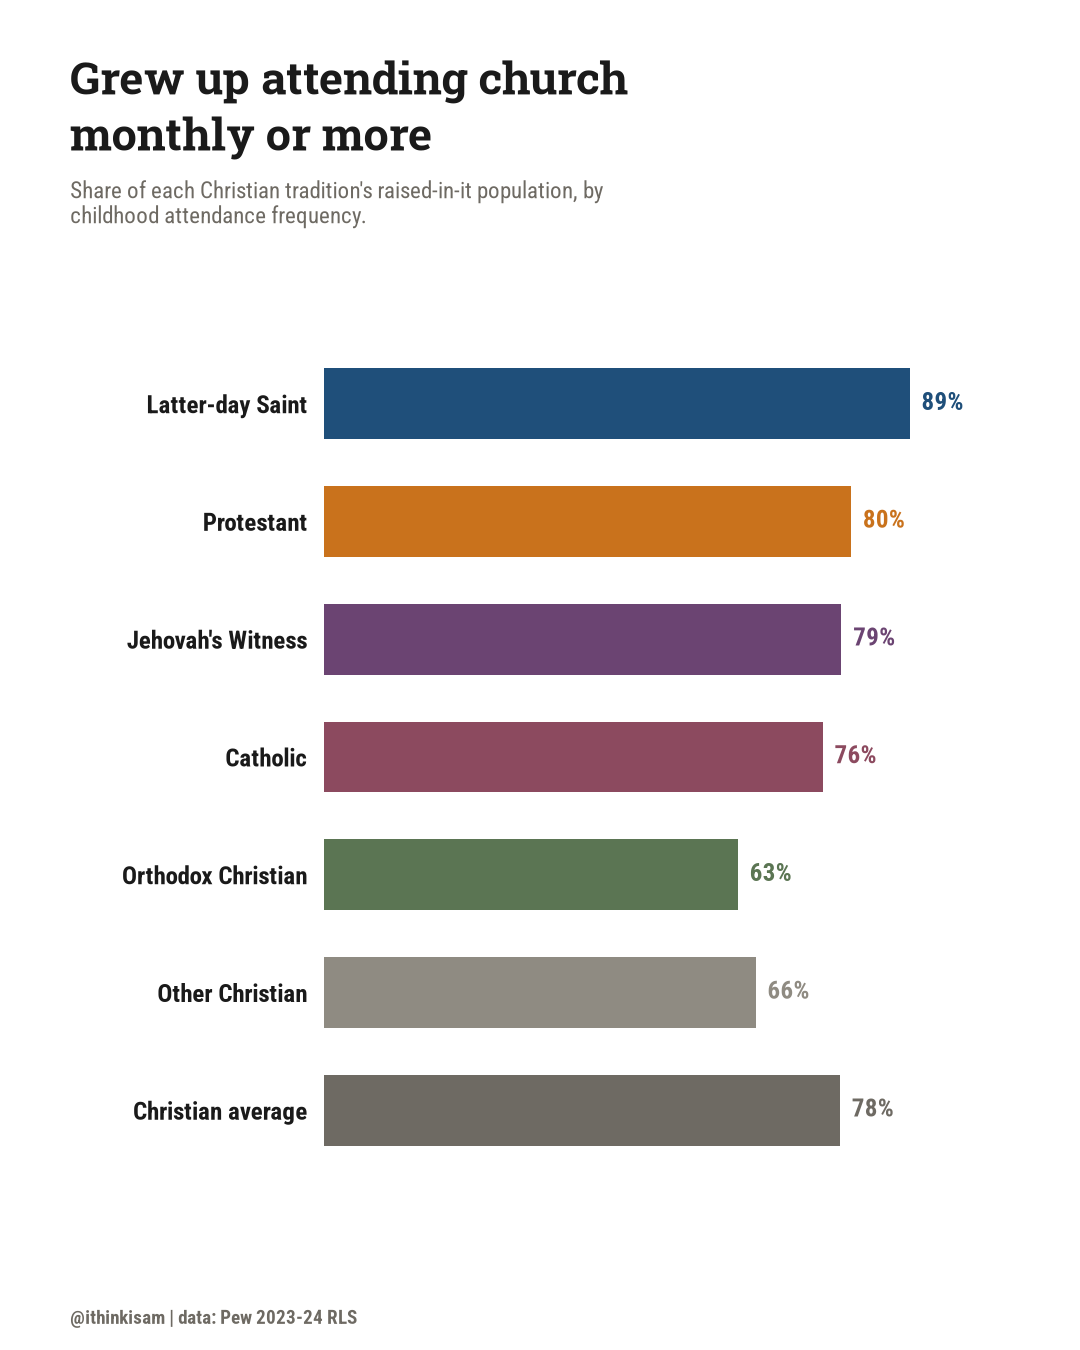 Grew up attending church
monthly or more
Share of each Christian tradition's raised-in-it population, by
childhood attendance frequency.
Latter-day Saint 89%
Protestant 80%
Jehovah's Witness 79%
Catholic 76%
Orthodox Christian 63%
Other Christian 66%
Christian average 78%
@ithinkisam | data: Pew 2023-24 RLS